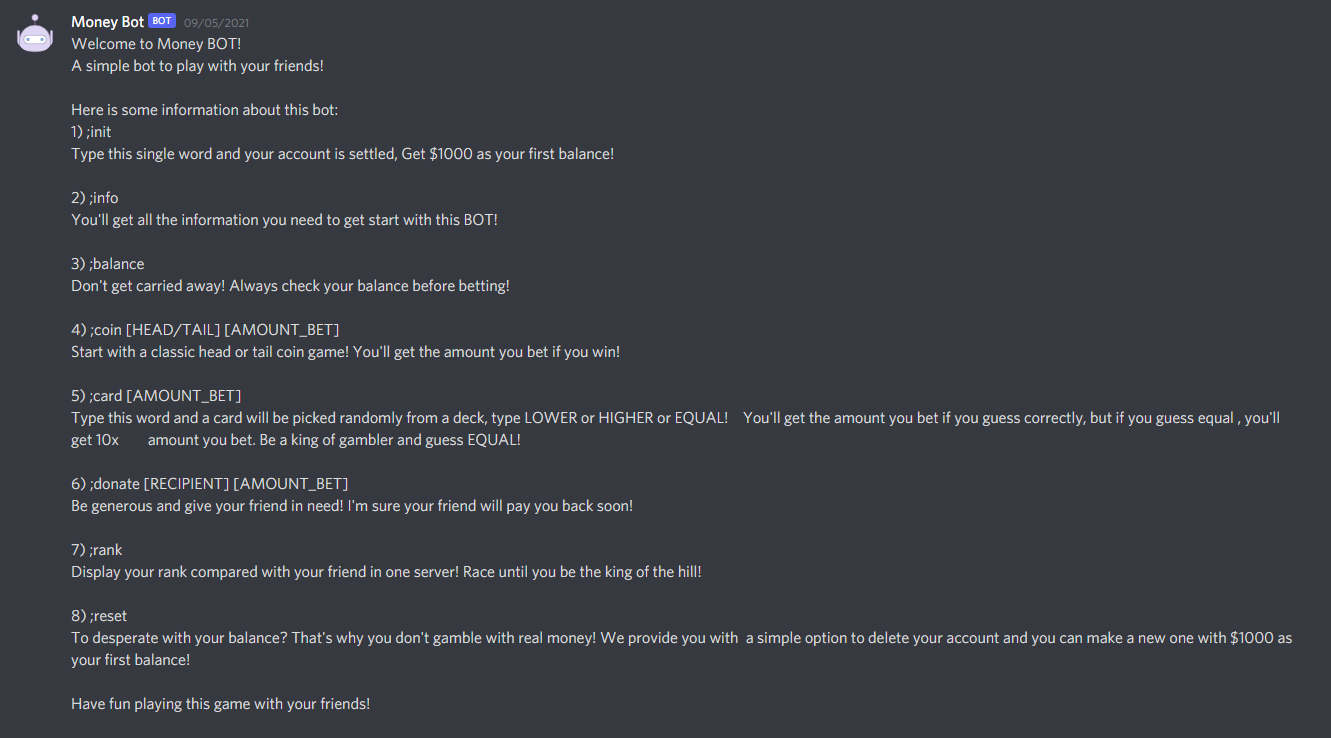 Money Bot BOT 09/05/2021
Welcome to Money BOT!
A simple bot to play with your friends!
Here is some information about this bot:
1) ;init
Type this single word and your account is settled, Get $1000 as your first balance!
2) ;info
You'll get all the information you need to get start with this BOT!
3) ;balance
Don't get carried away! Always check your balance before betting!
4) ;coin [HEAD/TAIL] [AMOUNT_BET]
Start with a classic head or tail coin game! You'll get the amount you bet if you win!
5) ;card [AMOUNT_BET]
Type this word and a card will be picked randomly from a deck, type LOWER or HIGHER or EQUAL!    You'll get the amount you bet if you guess correctly, but if you guess equal , you'll
get 10x       amount you bet. Be a king of gambler and guess EQUAL!
6) ;donate [RECIPIENT] [AMOUNT_BET]
Be generous and give your friend in need! I'm sure your friend will pay you back soon!
7) ;rank
Display your rank compared with your friend in one server! Race until you be the king of the hill!
8) ;reset
To desperate with your balance? That's why you don't gamble with real money! We provide you with  a simple option to delete your account and you can make a new one with $1000 as
your first balance!
Have fun playing this game with your friends!